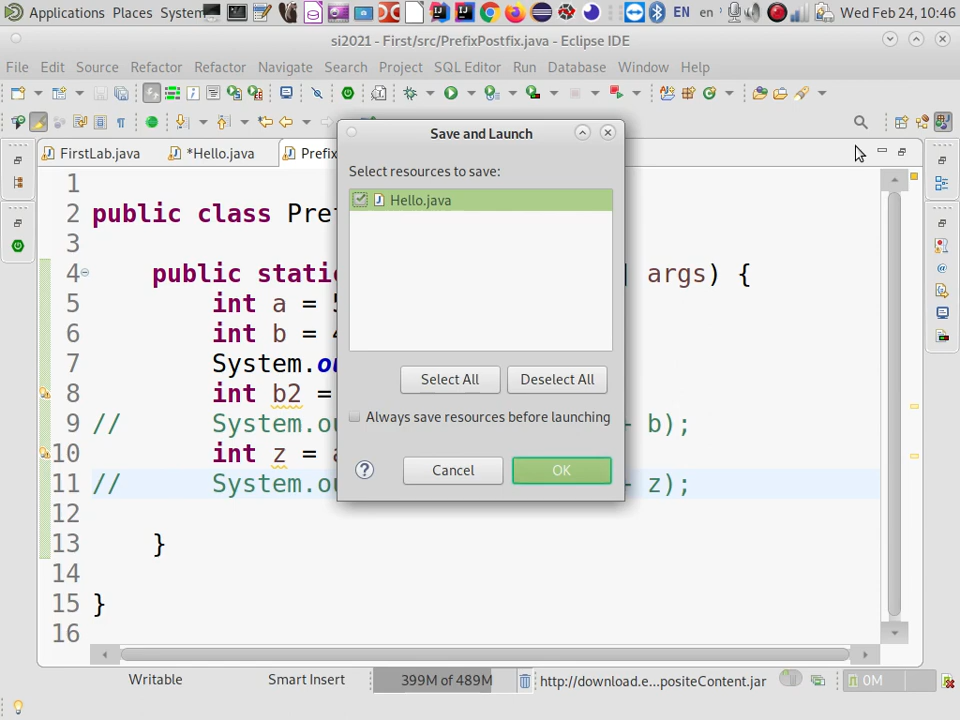 Applications Places System EN en Wed Feb 24, 10:46
si2021 - First/src/PrefixPostfix.java - Eclipse IDE
File Edit Source Refactor Refactor Navigate Search Project SQL Editor Run Database Window Help
FirstLab.java *Hello.java Prefix
Save and Launch
Select resources to save:
Hello.java
Select All Deselect All
Always save resources before launching
Cancel OK
1
2 public class Pre
3
4 public static args) {
5 int a = 5
6 int b =
7 System.ou
8 int b2 =
9 // System.ou b);
10 int z = a
11 // System.ou z);
12
13 }
14
15 }
16
Writable Smart Insert 399M of 489M http://download.e...positeContent.jar 0M